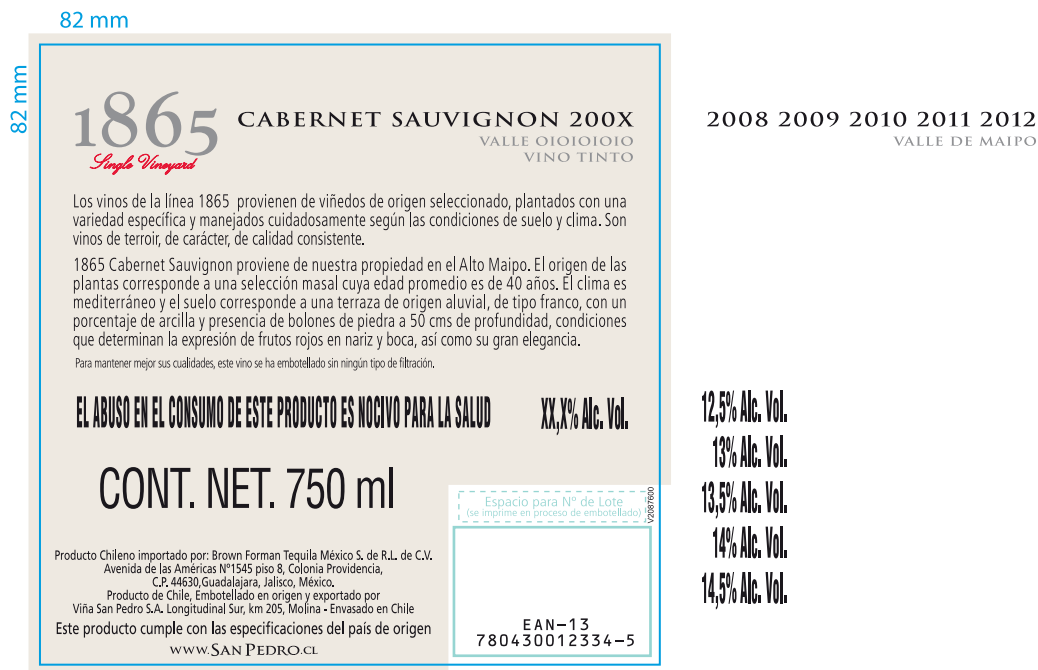 82 mm
82 mm
1865
Single Vineyard
CABERNET SAUVIGNON 200X
VALLE OIOIOIOIO
VINO TINTO
2008 2009 2010 2011 2012
VALLE DE MAIPO
Los vinos de la línea 1865 provienen de viñedos de origen seleccionado, plantados con una
variedad específica y manejados cuidadosamente según las condiciones de suelo y clima. Son
vinos de terroir, de carácter, de calidad consistente.
1865 Cabernet Sauvignon proviene de nuestra propiedad en el Alto Maipo. El origen de las
plantas corresponde a una selección masal cuya edad promedio es de 40 años. El clima es
mediterráneo y el suelo corresponde a una terraza de origen aluvial, de tipo franco, con un
porcentaje de arcilla y presencia de bolones de piedra a 50 cms de profundidad, condiciones
que determinan la expresión de frutos rojos en nariz y boca, así como su gran elegancia.
Para mantener mejor sus cualidades, este vino se ha embotellado sin ningún tipo de filtración.
EL ABUSO EN EL CONSUMO DE ESTE PRODUCTO ES NOCIVO PARA LA SALUD
XX,X% Alc. Vol.
12,5% Alc. Vol.
13% Alc. Vol.
13,5% Alc. Vol.
14% Alc. Vol.
14,5% Alc. Vol.
CONT. NET. 750 ml
Espacio para Nº de Lote
(se imprime en proceso de embotellado)
V2087600
Producto Chileno importado por: Brown Forman Tequila México S. de R.L. de C.V.
Avenida de las Américas Nº1545 piso 8, Colonia Providencia,
C.P. 44630,Guadalajara, Jalisco, México.
Producto de Chile, Embotellado en origen y exportado por
Viña San Pedro S.A. Longitudinal Sur, km 205, Molina - Envasado en Chile
Este producto cumple con las especificaciones del país de origen
WWW.SANPEDRO.CL
EAN-13
780430012334-5